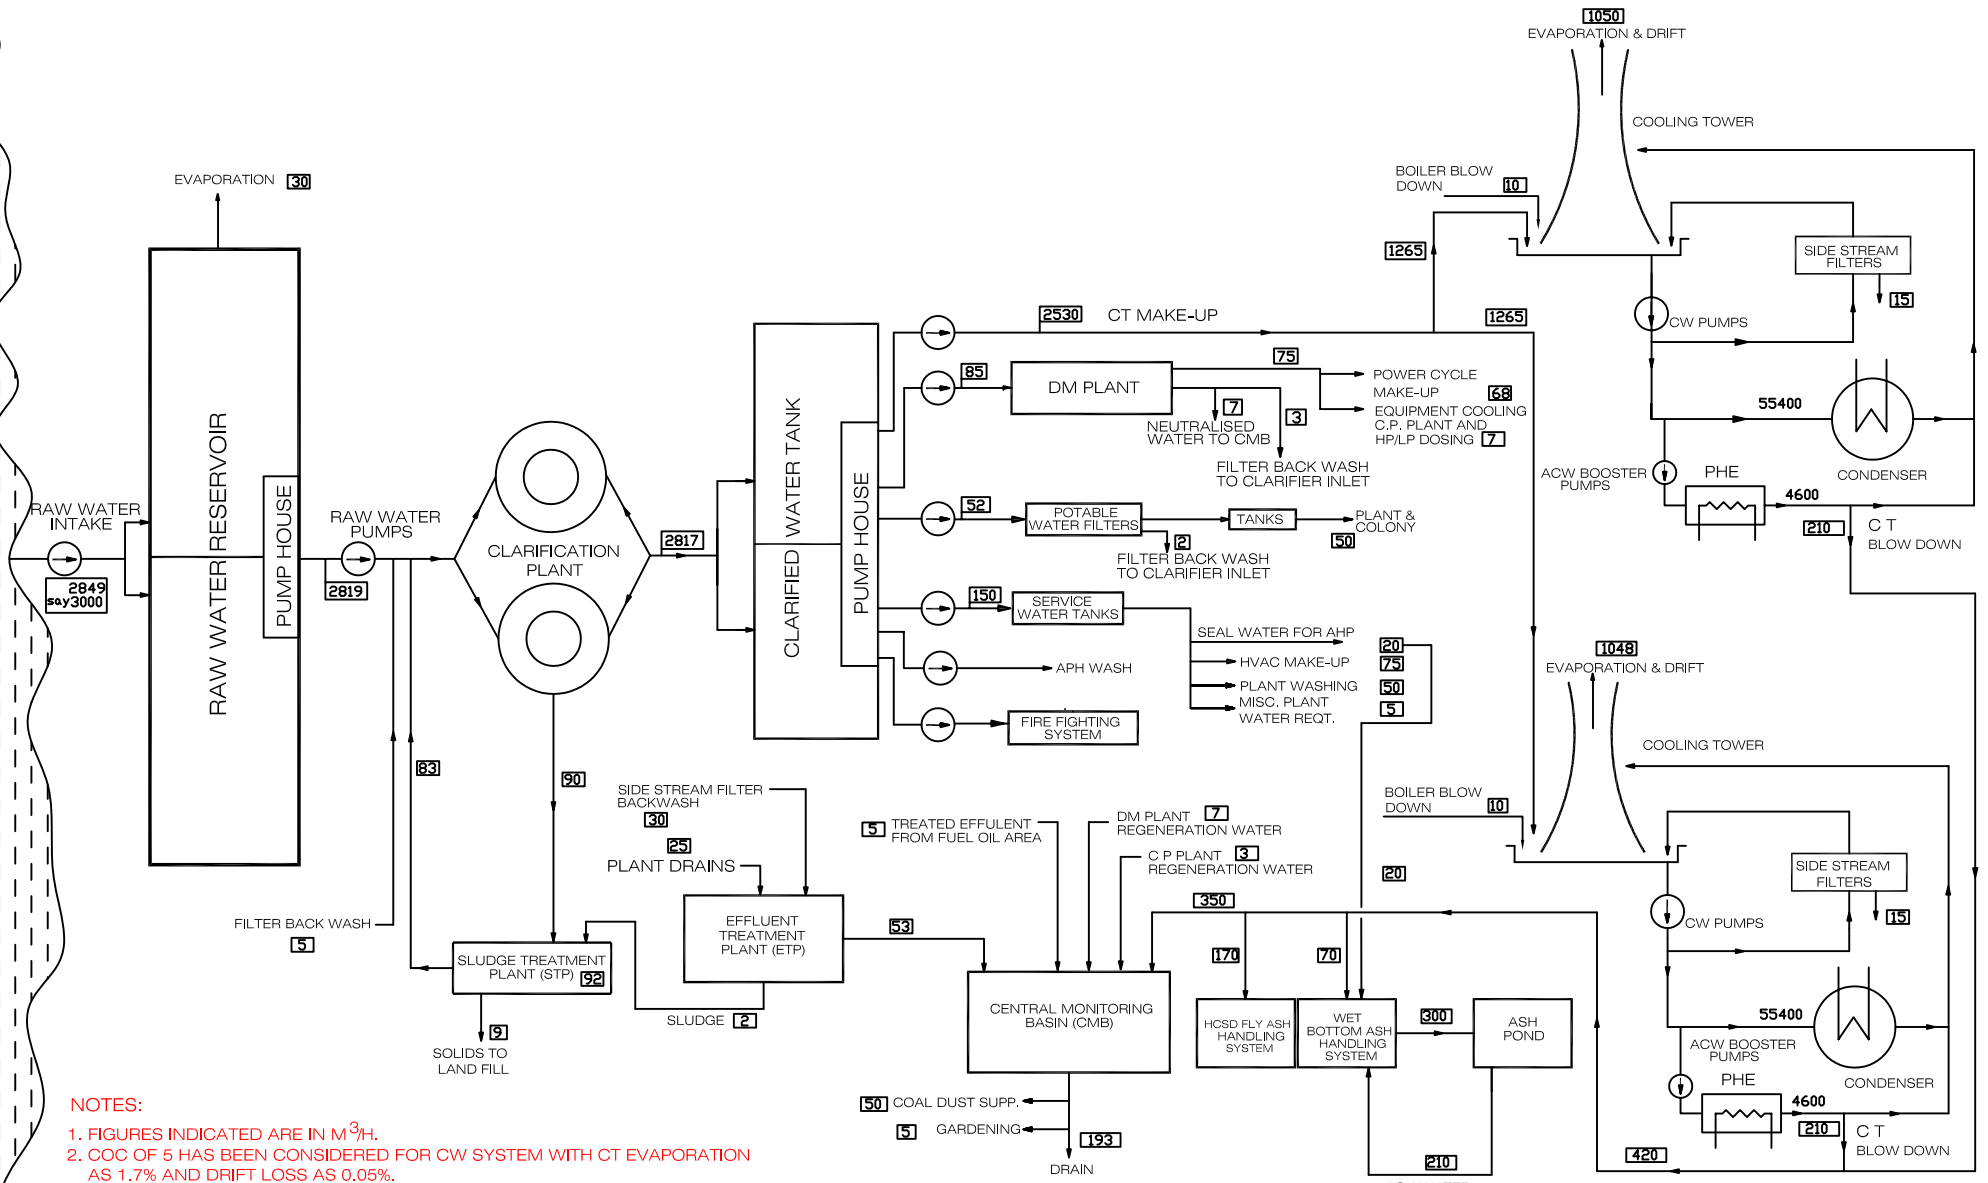 1050
EVAPORATION & DRIFT
COOLING TOWER
BOILER BLOW
DOWN
10
1265
SIDE STREAM
FILTERS
15
CW PUMPS
55400
CONDENSER
ACW BOOSTER
PUMPS
PHE
4600
210
C T
BLOW DOWN
EVAPORATION
30
RAW WATER RESERVOIR
PUMP HOUSE
RAW WATER
INTAKE
2849
say3000
RAW WATER
PUMPS
2819
CLARIFICATION
PLANT
2817
CLARIFIED WATER TANK
PUMP HOUSE
2530
CT MAKE-UP
1265
85
DM PLANT
75
POWER CYCLE
MAKE-UP
68
EQUIPMENT COOLING
C.P. PLANT AND
HP/LP DOSING
7
7
NEUTRALISED
WATER TO CMB
3
FILTER BACK WASH
TO CLARIFIER INLET
52
POTABLE
WATER FILTERS
TANKS
PLANT &
COLONY
50
2
FILTER BACK WASH
TO CLARIFIER INLET
150
SERVICE
WATER TANKS
SEAL WATER FOR AHP
20
HVAC MAKE-UP
75
PLANT WASHING
50
MISC. PLANT
WATER REQT.
5
APH WASH
FIRE FIGHTING
SYSTEM
1048
EVAPORATION & DRIFT
COOLING TOWER
BOILER BLOW
DOWN
10
SIDE STREAM
FILTERS
15
CW PUMPS
55400
CONDENSER
ACW BOOSTER
PUMPS
PHE
4600
210
C T
BLOW DOWN
420
83
90
SIDE STREAM FILTER
BACKWASH
30
25
PLANT DRAINS
5
TREATED EFFULENT
FROM FUEL OIL AREA
DM PLANT
7
REGENERATION WATER
C P PLANT
3
REGENERATION WATER
20
350
FILTER BACK WASH
5
SLUDGE TREATMENT
PLANT (STP)
92
EFFLUENT
TREATMENT
PLANT (ETP)
53
SLUDGE
2
9
SOLIDS TO
LAND FILL
CENTRAL MONITORING
BASIN (CMB)
170
70
HCSD FLY ASH
HANDLING
SYSTEM
WET
BOTTOM ASH
HANDLING
SYSTEM
300
ASH
POND
50
COAL DUST SUPP.
5
GARDENING
193
DRAIN
210
NOTES:
1. FIGURES INDICATED ARE IN M3/H.
2. COC OF 5 HAS BEEN CONSIDERED FOR CW SYSTEM WITH CT EVAPORATION
AS 1.7% AND DRIFT LOSS AS 0.05%.